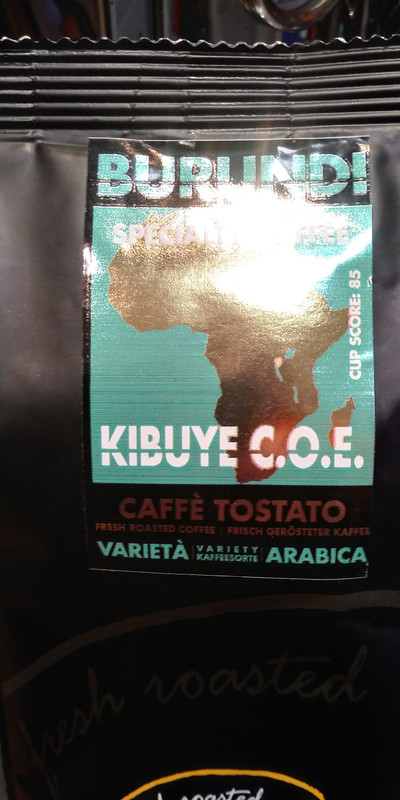 BURUNDI
SPECIALTY COFFEE
CUP SCORE: 85
KIBUYE C.O.E.
CAFFÈ TOSTATO
FRESH ROASTED COFFEE | FRISCH GERÖSTETER KAFFEE
VARIETÀ | VARIETY | ARABICA
KAFFEESORTE
fresh roasted
roasted